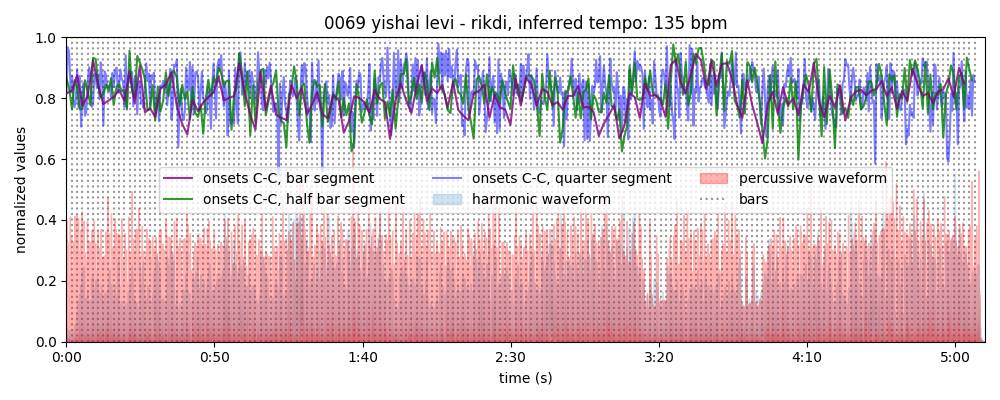 0069 yishai levi - rikdi, inferred tempo: 135 bpm
1.0
0.8
0.6
0.4
0.2
0.0
normalized values
onsets C-C, bar segment
onsets C-C, half bar segment
onsets C-C, quarter segment
harmonic waveform
percussive waveform
bars
0:00 0:50 1:40 2:30 3:20 4:10 5:00
time (s)